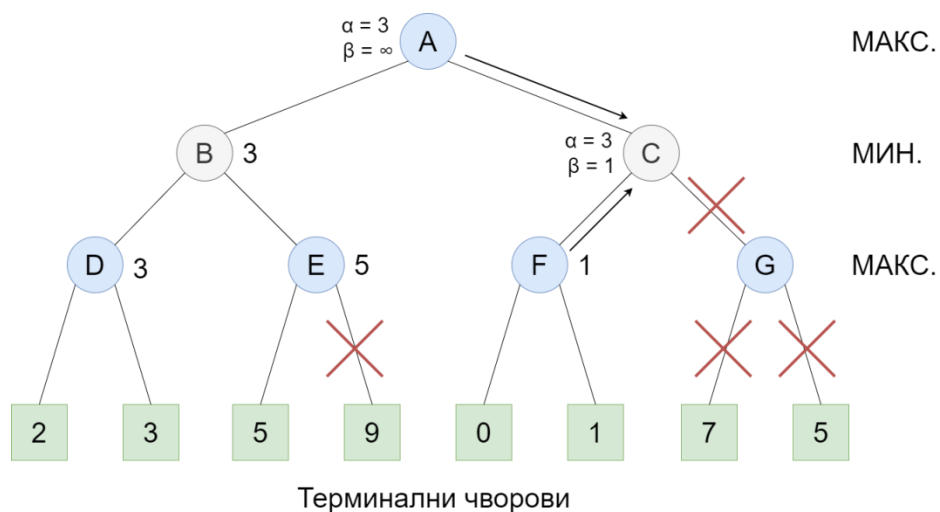 α = 3
β = ∞
A
МАКС.
B
3
α = 3
β = 1
C
МИН.
D
3
E
5
F
1
G
МАКС.
2
3
5
9
0
1
7
5
Терминални чворови